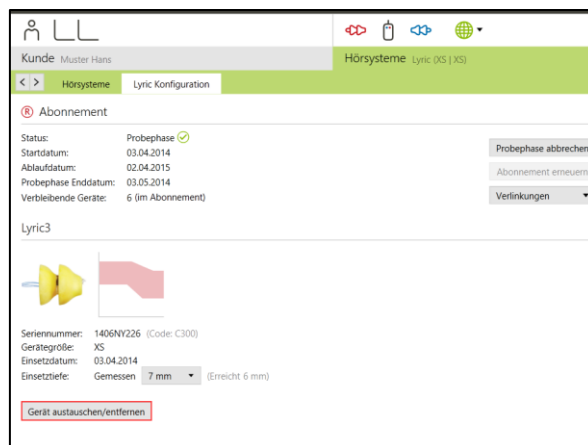 Kunde Muster Hans
Hörsysteme Lyric (XS | XS)
< > Hörsysteme Lyric Konfiguration
R Abonnement
Status: Probephase
Startdatum: 03.04.2014
Ablaufdatum: 02.04.2015
Probephase Enddatum: 03.05.2014
Verbleibende Geräte: 6 (im Abonnement)
Probephase abbrechen
Abonnement erneuern
Verlinkungen
Lyric3
Seriennummer: 1406NY226 (Code: C300)
Gerätegröße: XS
Einsetzdatum: 03.04.2014
Einsetztiefe: Gemessen 7 mm (Erreicht 6 mm)
Gerät austauschen/entfernen